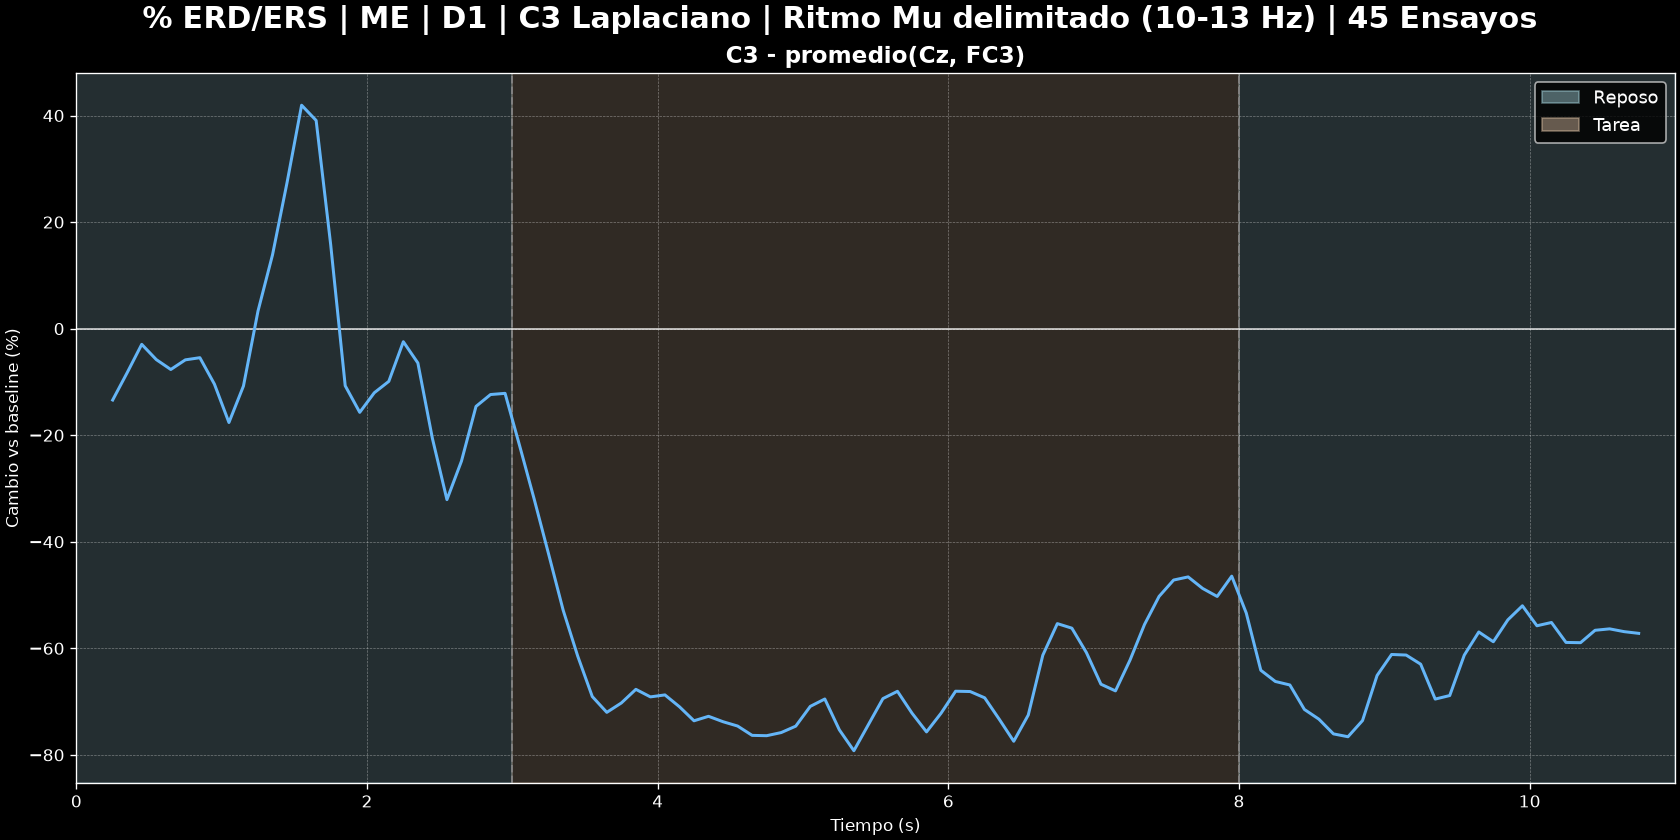 % ERD/ERS | ME | D1 | C3 Laplaciano | Ritmo Mu delimitado (10-13 Hz) | 45 Ensayos
C3 - promedio(Cz, FC3)
Reposo
Tarea
Cambio vs baseline (%)
40
20
0
−20
−40
−60
−80
0 2 4 6 8 10
Tiempo (s)